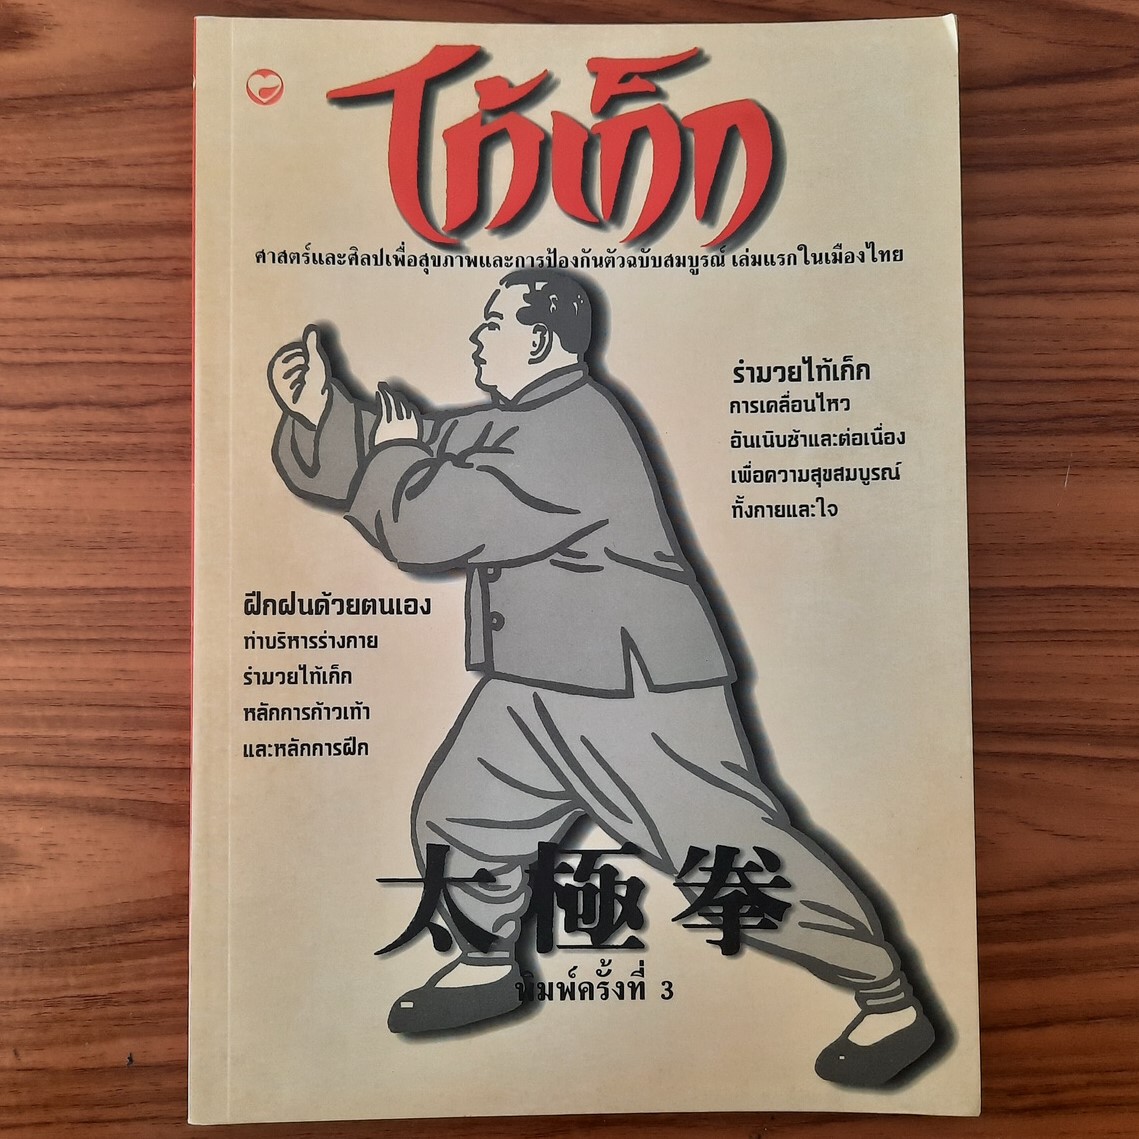 ไท้เก็ก
ศาสตร์และศิลปเพื่อสุขภาพและการป้องกันตัวฉบับสมบูรณ์ เล่มแรกในเมืองไทย
รำมวยไท้เก็ก
การเคลื่อนไหว
อันเนิบช้าและต่อเนื่อง
เพื่อความสุขสมบูรณ์
ทั้งกายและใจ
ฝึกฝนด้วยตนเอง
ท่าบริหารร่างกาย
รำมวยไท้เก็ก
หลักการก้าวเท้า
และหลักการฝึก
太極拳
พิมพ์ครั้งที่ 3